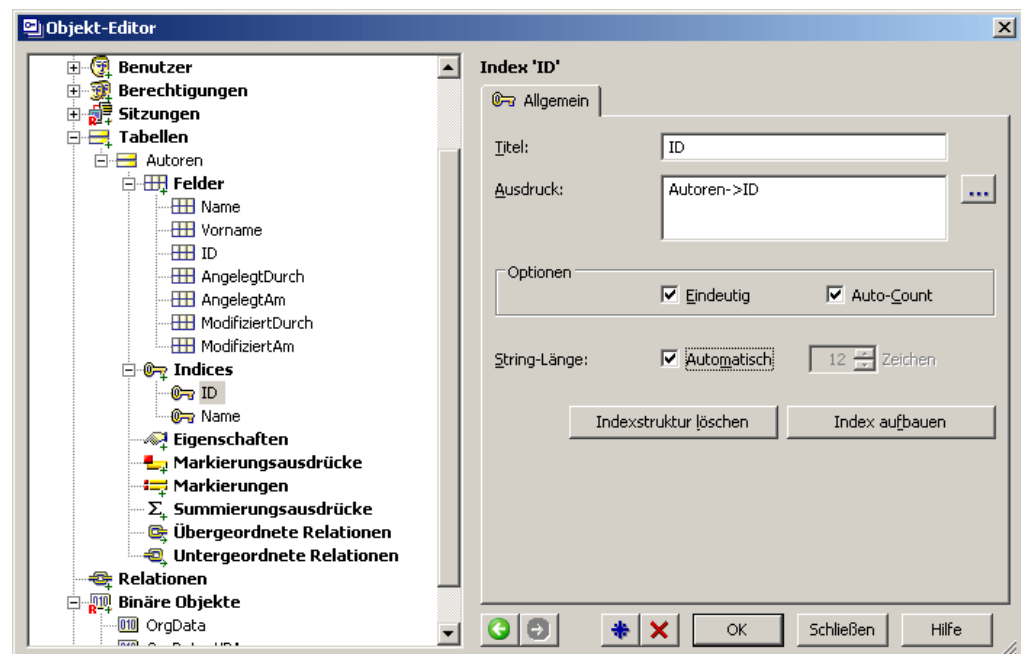 Objekt-Editor
Benutzer
Berechtigungen
Sitzungen
Tabellen
Autoren
Felder
Name
Vorname
ID
AngelegtDurch
AngelegtAm
ModifiziertDurch
ModifiziertAm
Indices
ID
Name
Eigenschaften
Markierungsausdrücke
Markierungen
Summierungsausdrücke
Übergeordnete Relationen
Untergeordnete Relationen
Relationen
Binäre Objekte
OrgData
Index 'ID'
Allgemein
Titel: ID
Ausdruck: Autoren->ID ...
Optionen
Eindeutig Auto-Count
String-Länge: Automatisch 12 Zeichen
Indexstruktur löschen Index aufbauen
OK Schließen Hilfe